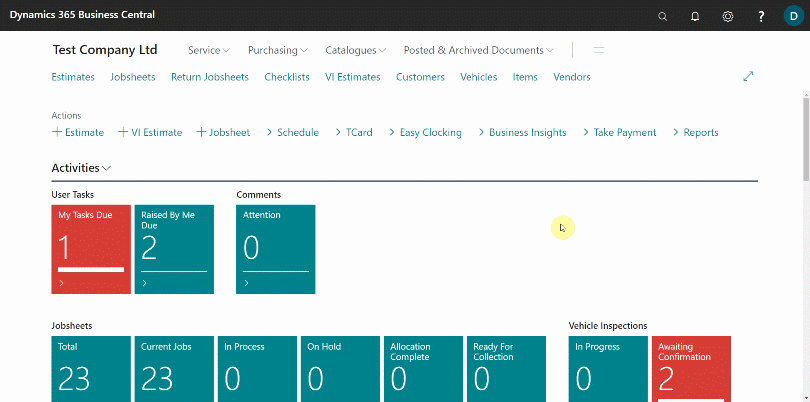 Dynamics 365 Business Central
? D
Test Company Ltd Service Purchasing Catalogues Posted & Archived Documents
Estimates Jobsheets Return Jobsheets Checklists VI Estimates Customers Vehicles Items Vendors
Actions
+ Estimate + VI Estimate + Jobsheet > Schedule > TCard > Easy Clocking > Business Insights > Take Payment > Reports
Activities
User Tasks Comments
My Tasks Due
1
Raised By Me
Due
2
Attention
0
Jobsheets Vehicle Inspections
Total
23
Current Jobs
23
In Process
0
On Hold
0
Allocation
Complete
0
Ready For
Collection
0
In Progress
0
Awaiting
Confirmation
2